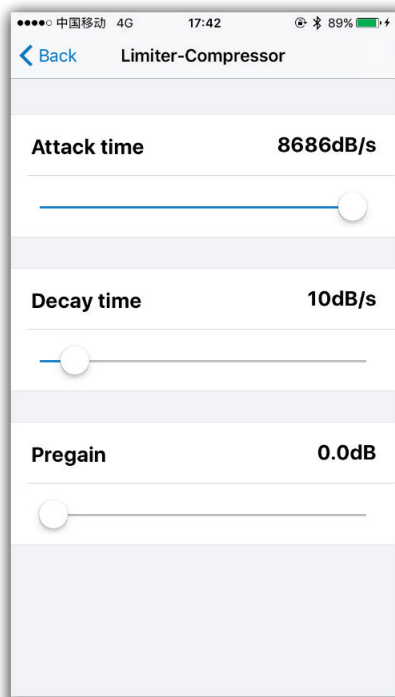 中国移动 4G 17:42 89%
Back Limiter-Compressor
Attack time 8686dB/s
Decay time 10dB/s
Pregain 0.0dB